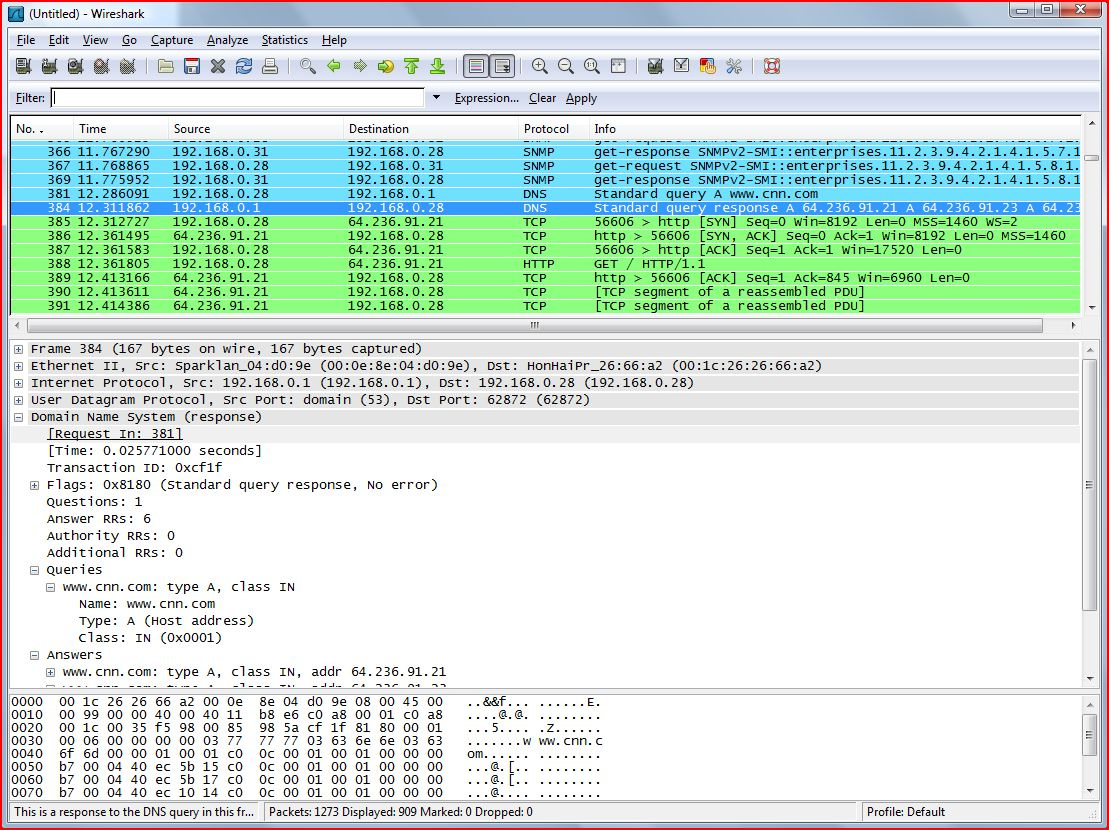 (Untitled) - Wireshark
File Edit View Go Capture Analyze Statistics Help
Filter: Expression... Clear Apply
No. . Time Source Destination Protocol Info
366 11.767290 192.168.0.31 192.168.0.28 SNMP get-response SNMPv2-SMI::enterprises.11.2.3.9.4.2.1.4.1.5.7.1
367 11.768865 192.168.0.28 192.168.0.31 SNMP get-request SNMPv2-SMI::enterprises.11.2.3.9.4.2.1.4.1.5.8.1.
369 11.775952 192.168.0.31 192.168.0.28 SNMP get-response SNMPv2-SMI::enterprises.11.2.3.9.4.2.1.4.1.5.8.1
381 12.286091 192.168.0.28 192.168.0.1 DNS Standard query A www.cnn.com
384 12.311862 192.168.0.1 192.168.0.28 DNS Standard query response A 64.236.91.21 A 64.236.91.23 A 64.23
385 12.312727 192.168.0.28 64.236.91.21 TCP 56606 > http [SYN] Seq=0 Win=8192 Len=0 MSS=1460 WS=2
386 12.361495 64.236.91.21 192.168.0.28 TCP http > 56606 [SYN, ACK] Seq=0 Ack=1 Win=8192 Len=0 MSS=1460
387 12.361583 192.168.0.28 64.236.91.21 TCP 56606 > http [ACK] Seq=1 Ack=1 Win=17520 Len=0
388 12.361805 192.168.0.28 64.236.91.21 HTTP GET / HTTP/1.1
389 12.413166 64.236.91.21 192.168.0.28 TCP http > 56606 [ACK] Seq=1 Ack=845 Win=6960 Len=0
390 12.413611 64.236.91.21 192.168.0.28 TCP [TCP segment of a reassembled PDU]
391 12.414386 64.236.91.21 192.168.0.28 TCP [TCP segment of a reassembled PDU]
Frame 384 (167 bytes on wire, 167 bytes captured)
Ethernet II, Src: Sparklan_04:d0:9e (00:0e:8e:04:d0:9e), Dst: HonHaiPr_26:66:a2 (00:1c:26:26:66:a2)
Internet Protocol, Src: 192.168.0.1 (192.168.0.1), Dst: 192.168.0.28 (192.168.0.28)
User Datagram Protocol, Src Port: domain (53), Dst Port: 62872 (62872)
Domain Name System (response)
[Request In: 381]
[Time: 0.025771000 seconds]
Transaction ID: 0xcf1f
Flags: 0x8180 (Standard query response, No error)
Questions: 1
Answer RRs: 6
Authority RRs: 0
Additional RRs: 0
Queries
www.cnn.com: type A, class IN
Name: www.cnn.com
Type: A (Host address)
Class: IN (0x0001)
Answers
www.cnn.com: type A, class IN, addr 64.236.91.21
0000 00 1c 26 26 66 a2 00 0e 8e 04 d0 9e 08 00 45 00 ..&&f... ......E.
0010 00 99 00 00 40 00 40 11 b8 e6 c0 a8 00 01 c0 a8 ....@.@. ........
0020 00 1c 00 35 f5 98 00 85 98 5a cf 1f 81 80 00 01 ...5.... .Z......
0030 00 06 00 00 00 00 03 77 77 77 03 63 6e 6e 03 63 .......w ww.cnn.c
0040 6f 6d 00 00 01 00 01 c0 0c 00 01 00 01 00 00 00 om...... ........
0050 b7 00 04 40 ec 5b 15 c0 0c 00 01 00 01 00 00 00 ...@.[.. ........
0060 b7 00 04 40 ec 5b 17 c0 0c 00 01 00 01 00 00 00 ...@.[.. ........
0070 b7 00 04 40 ec 10 14 c0 0c 00 01 00 01 00 00 00 ...@.... ........
This is a response to the DNS query in this fr... Packets: 1273 Displayed: 909 Marked: 0 Dropped: 0 Profile: Default